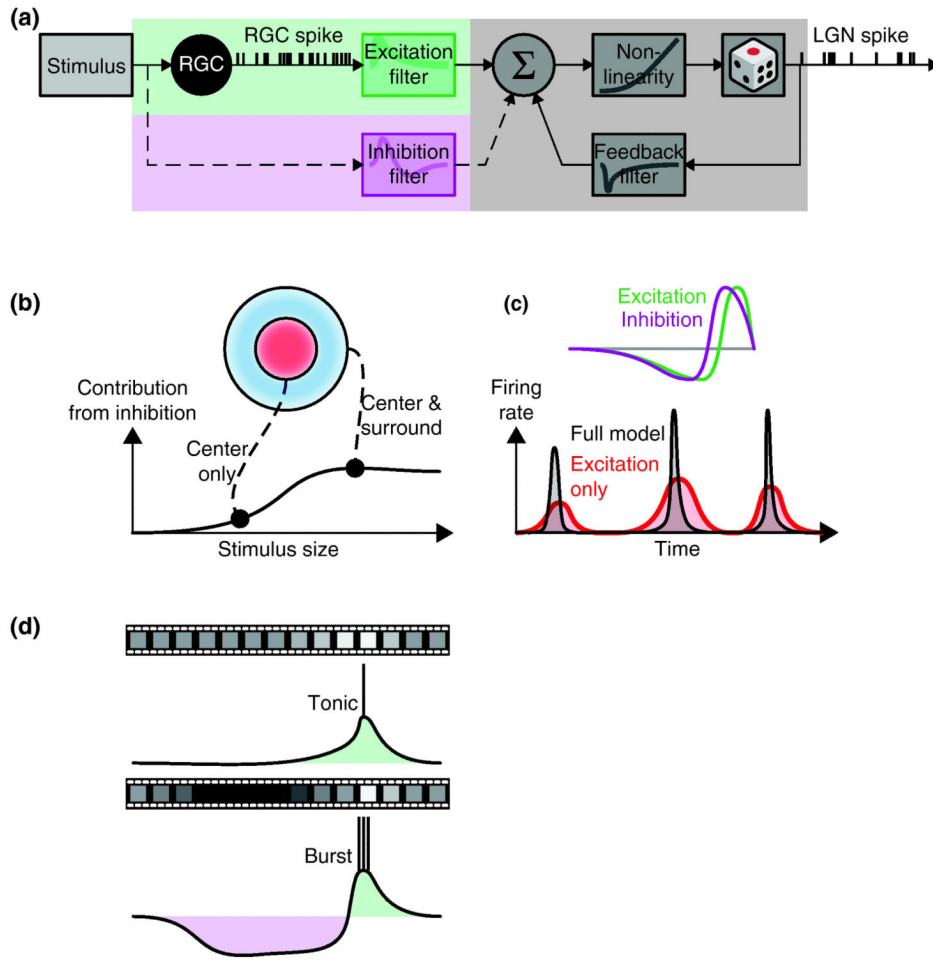 (a)
Stimulus
RGC
RGC spike
Excitation
filter
Σ
Non-
linearity
LGN spike
Inhibition
filter
Feedback
filter
(b)
Contribution
from inhibition
Center
only
Center &
surround
Stimulus size
(c)
Excitation
Inhibition
Firing
rate
Full model
Excitation
only
Time
(d)
Tonic
Burst